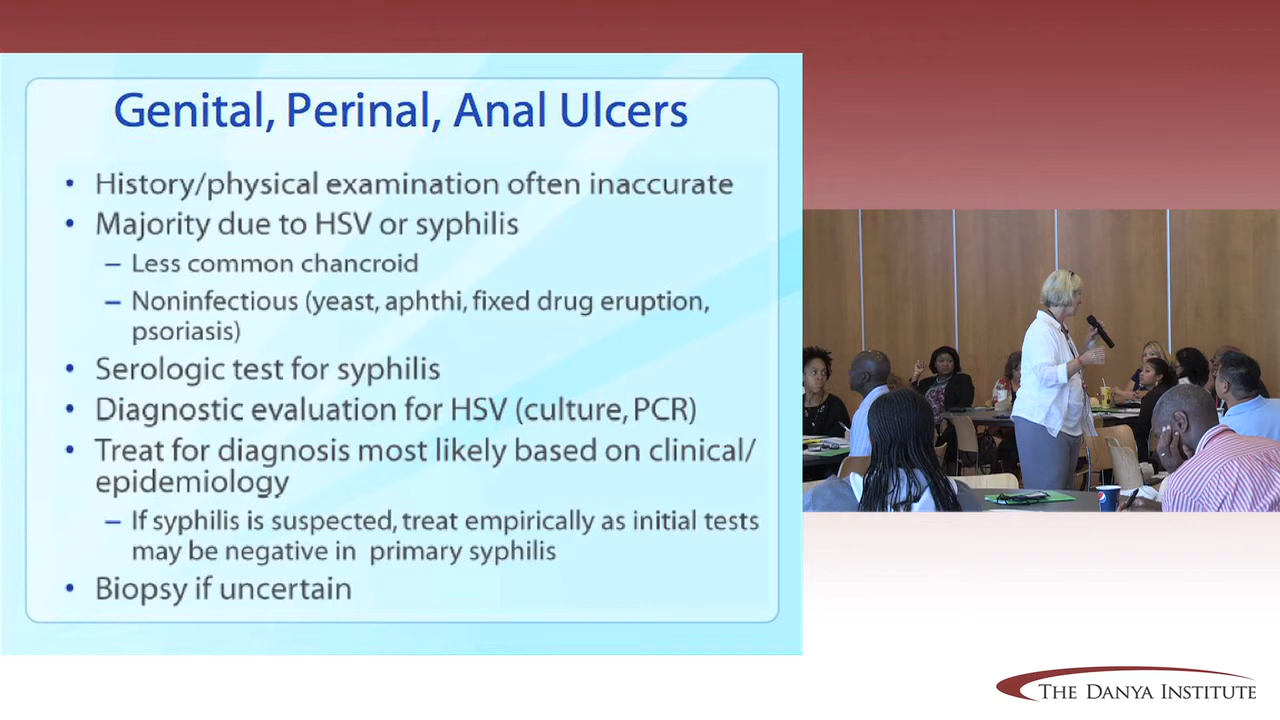 Genital, Perinal, Anal Ulcers
• History/physical examination often inaccurate
• Majority due to HSV or syphilis
– Less common chancroid
– Noninfectious (yeast, aphthi, fixed drug eruption,
psoriasis)
• Serologic test for syphilis
• Diagnostic evaluation for HSV (culture, PCR)
• Treat for diagnosis most likely based on clinical/
epidemiology
– If syphilis is suspected, treat empirically as initial tests
may be negative in primary syphilis
• Biopsy if uncertain
THE DANYA INSTITUTE